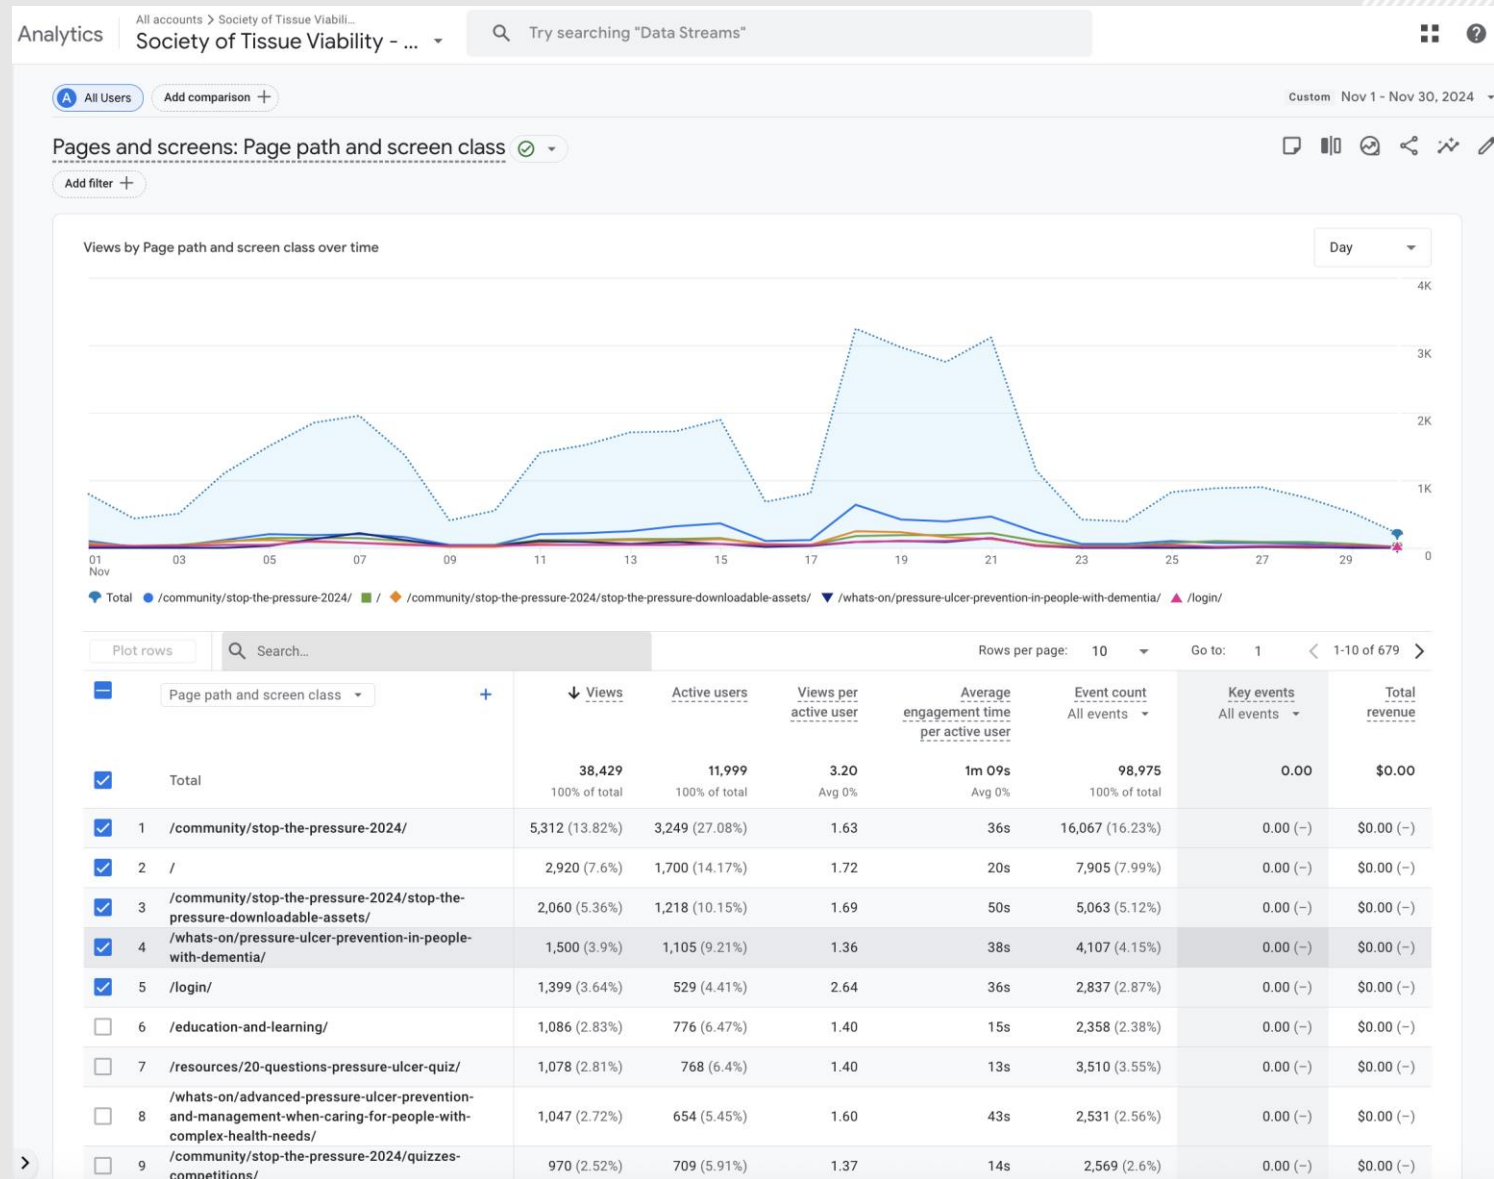 Analytics
All accounts > Society of Tissue Viabili...
Society of Tissue Viability - ...
Try searching "Data Streams"
A All Users
Add comparison +
Custom Nov 1 - Nov 30, 2024
Pages and screens: Page path and screen class
Add filter +
Views by Page path and screen class over time
Day
4K
3K
2K
1K
0
01 03 05 07 09 11 13 15 17 19 21 23 25 27 29
Nov
Total /community/stop-the-pressure-2024/ / /community/stop-the-pressure-2024/stop-the-pressure-downloadable-assets/ /whats-on/pressure-ulcer-prevention-in-people-with-dementia/ /login/
Plot rows
Search...
Rows per page: 10 Go to: 1 < 1-10 of 679 >
Page path and screen class +
Views Active users Views per active user Average engagement time per active user Event count All events Key events All events Total revenue
Total 38,429 11,999 3.20 1m 09s 98,975 0.00 $0.00
100% of total 100% of total Avg 0% Avg 0% 100% of total
1 /community/stop-the-pressure-2024/ 5,312 (13.82%) 3,249 (27.08%) 1.63 36s 16,067 (16.23%) 0.00 (–) $0.00 (–)
2 / 2,920 (7.6%) 1,700 (14.17%) 1.72 20s 7,905 (7.99%) 0.00 (–) $0.00 (–)
3 /community/stop-the-pressure-2024/stop-the-
pressure-downloadable-assets/ 2,060 (5.36%) 1,218 (10.15%) 1.69 50s 5,063 (5.12%) 0.00 (–) $0.00 (–)
4 /whats-on/pressure-ulcer-prevention-in-people-
with-dementia/ 1,500 (3.9%) 1,105 (9.21%) 1.36 38s 4,107 (4.15%) 0.00 (–) $0.00 (–)
5 /login/ 1,399 (3.64%) 529 (4.41%) 2.64 36s 2,837 (2.87%) 0.00 (–) $0.00 (–)
6 /education-and-learning/ 1,086 (2.83%) 776 (6.47%) 1.40 15s 2,358 (2.38%) 0.00 (–) $0.00 (–)
7 /resources/20-questions-pressure-ulcer-quiz/ 1,078 (2.81%) 768 (6.4%) 1.40 13s 3,510 (3.55%) 0.00 (–) $0.00 (–)
8 /whats-on/advanced-pressure-ulcer-prevention-
and-management-when-caring-for-people-with-
complex-health-needs/ 1,047 (2.72%) 654 (5.45%) 1.60 43s 2,531 (2.56%) 0.00 (–) $0.00 (–)
9 /community/stop-the-pressure-2024/quizzes-
competitions/ 970 (2.52%) 709 (5.91%) 1.37 14s 2,569 (2.6%) 0.00 (–) $0.00 (–)